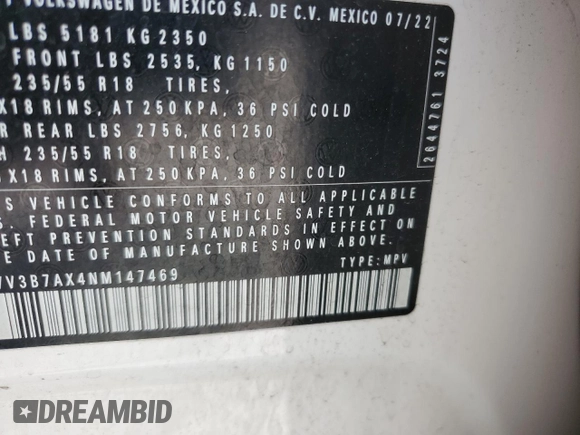 VOLKSWAGEN DE MEXICO S.A. DE C.V. MEXICO 07/22
LBS 5181 KG 2350
FRONT LBS 2535, KG 1150
235/55 R18 TIRES,
X18 RIMS, AT 250 KPA, 36 PSI COLD
R REAR LBS 2756, KG 1250
H 235/55 R18 TIRES,
X18 RIMS, AT 250 KPA, 36 PSI COLD
S VEHICLE CONFORMS TO ALL APPLICABLE
S. FEDERAL MOTOR VEHICLE SAFETY AND
EFT PREVENTION STANDARDS IN EFFECT ON
E DATE OF MANUFACTURE SHOWN ABOVE.
V3B7AX4NM147469
TYPE: MPV
2644761 3724
DREAMBID